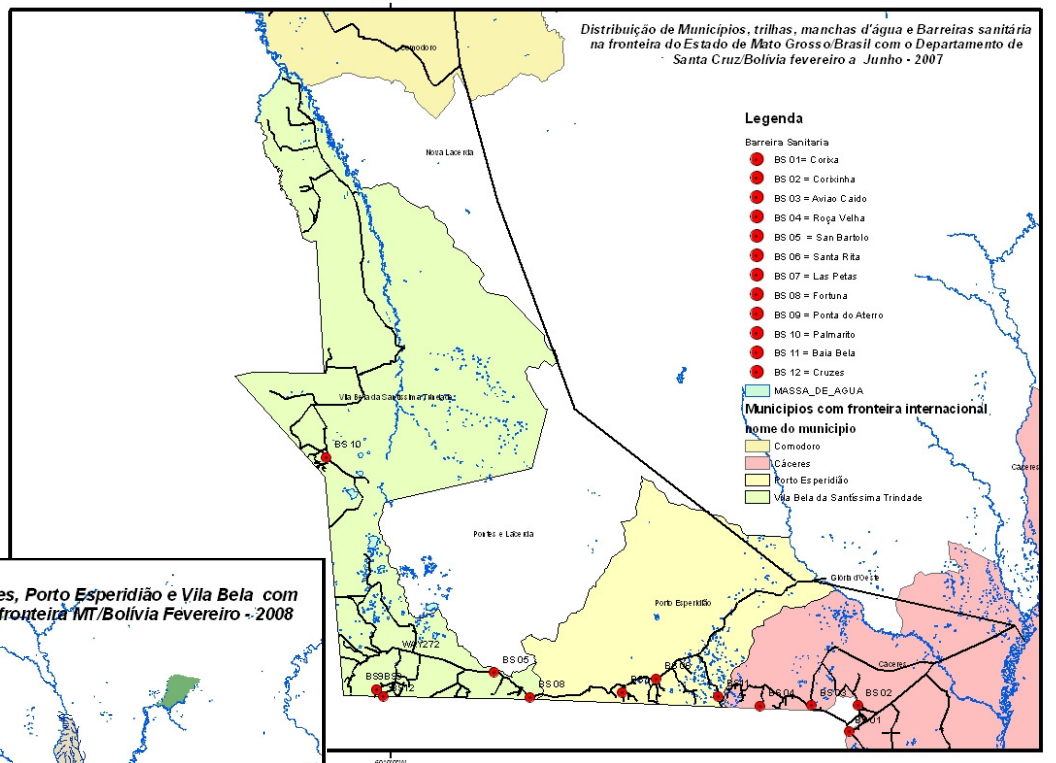 Distribuição de Municípios, trilhas, manchas d'água e Barreiras sanitária
na fronteira do Estado de Mato Grosso/Brasil com o Departamento de
Santa Cruz/Bolívia fevereiro a Junho - 2007
Comodoro
Nova Lacerda
Legenda
Barreira Sanitaria
BS 01= Corixa
BS 02 = Corixinha
BS 03 = Aviao Caido
BS 04 = Roça Velha
BS 05 = San Bartolo
BS 06 = Santa Rita
BS 07 = Las Petas
BS 08 = Fortuna
BS 09 = Ponta do Aterro
BS 10 = Palmarito
BS 11 = Baia Bela
BS 12 = Cruzes
MASSA_DE_AGUA
Municipios com fronteira internacional
nome do municipio
Comodoro
Cáceres
Porto Esperidião
Vila Bela da Santíssima Trindade
Vila Bela da Santíssima Trindade
BS 10
Cáceres
Pontes e Lacerda
Glória d'Oeste
Porto Esperidião
es, Porto Esperidião e Vila Bela com
fronteira MT/Bolívia Fevereiro - 2008
WAY272
BS 05
Cáceres
BS 08
BS 04
BS 03
BS 02